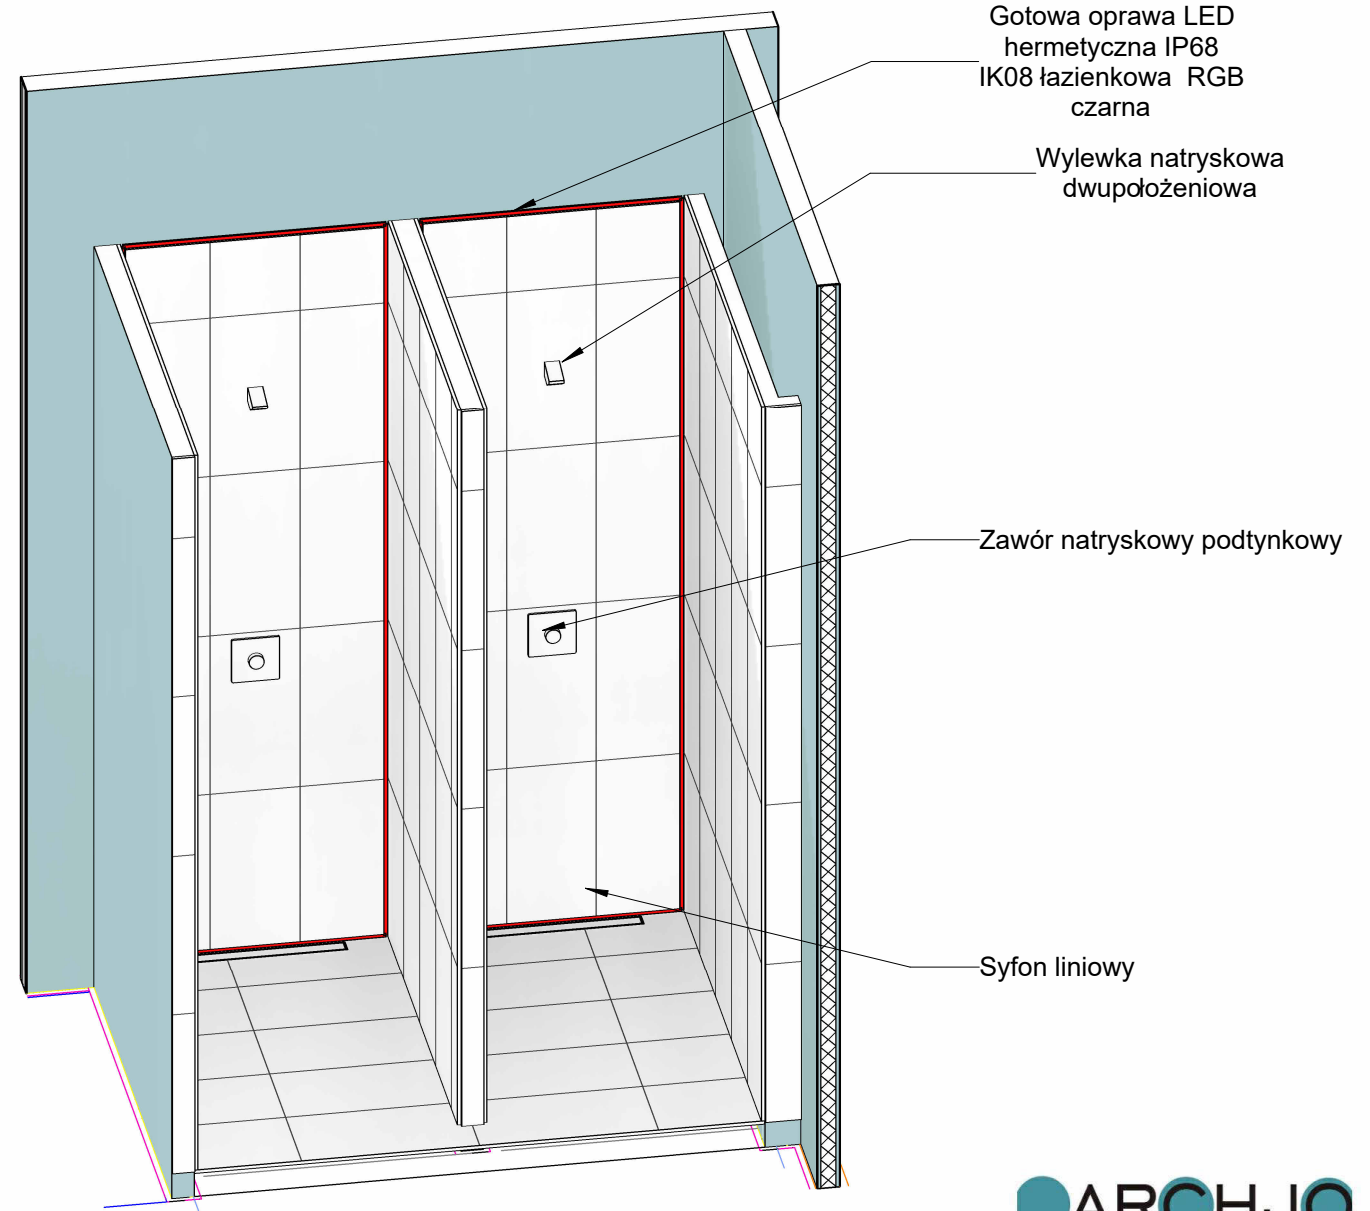 Gotowa oprawa LED
hermetyczna IP68
IK08 łazienkowa RGB
czarna
Wylewka natryskowa
dwupołożeniowa
Zawór natryskowy podtynkowy
Syfon liniowy